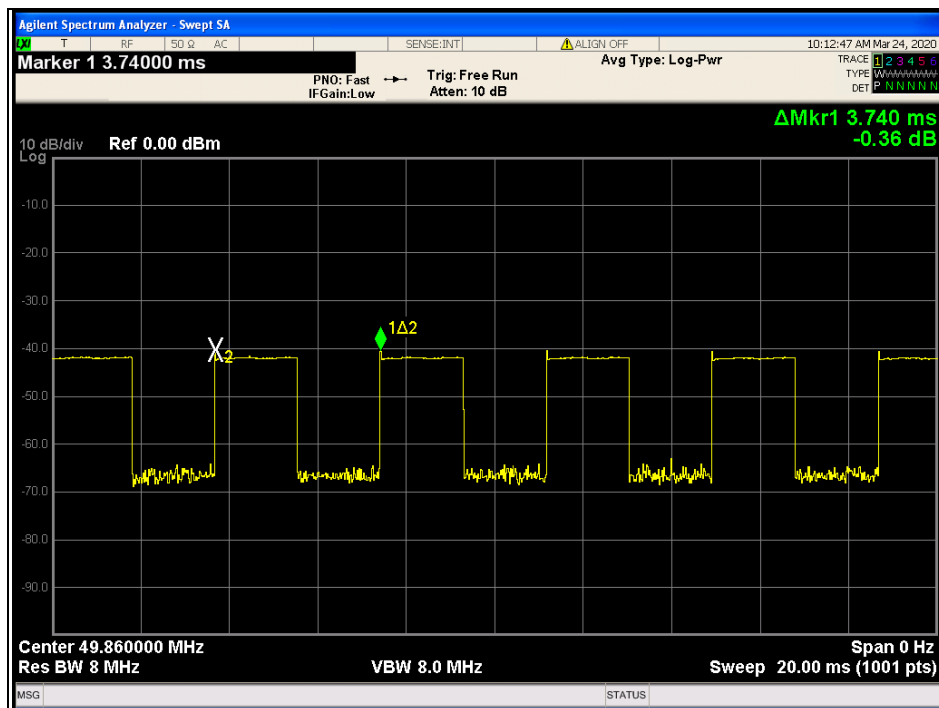 Agilent Spectrum Analyzer - Swept SA
LXI T RF 50 Ω AC SENSE:INT ALIGN OFF 10:12:47 AM Mar 24, 2020
Marker 1 3.74000 ms
Avg Type: Log-Pwr
TRACE 1 2 3 4 5 6
PNO: Fast
Trig: Free Run
TYPE W
IFGain:Low
Atten: 10 dB
DET P N N N N N
ΔMkr1 3.740 ms
-0.36 dB
10 dB/div Ref 0.00 dBm
Log
-10.0
-20.0
-30.0
1Δ2
-40.0
X2
-50.0
-60.0
-70.0
-80.0
-90.0
Center 49.860000 MHz Span 0 Hz
Res BW 8 MHz VBW 8.0 MHz Sweep 20.00 ms (1001 pts)
MSG STATUS